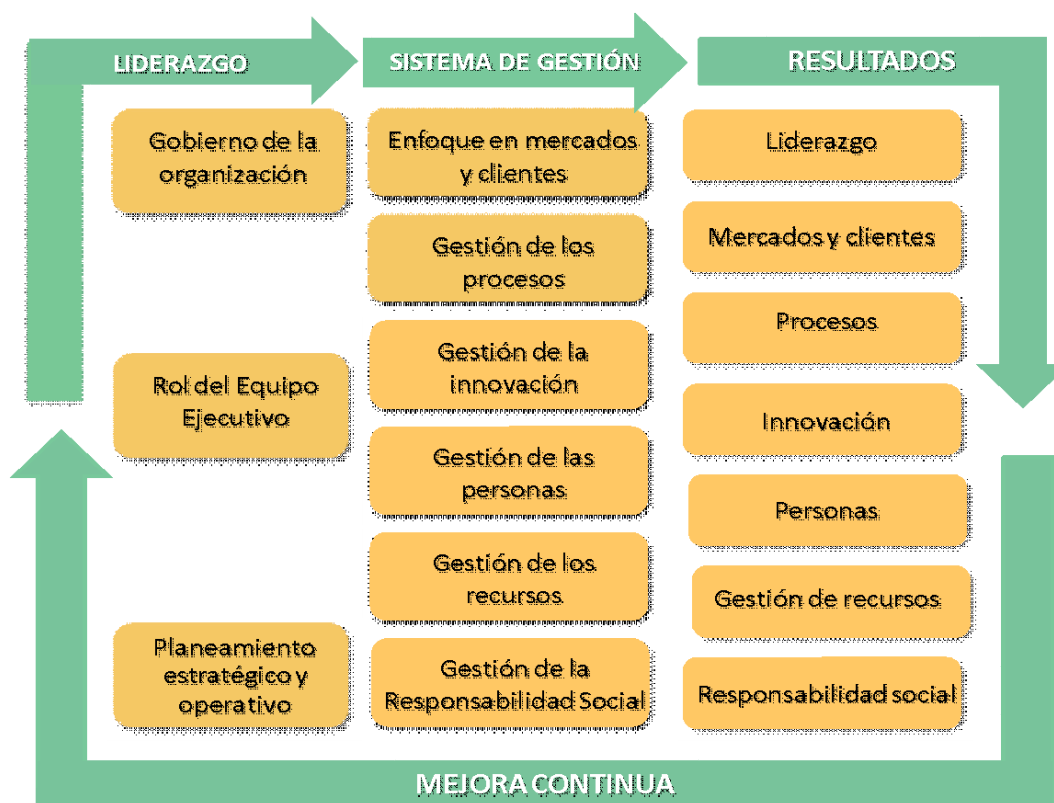 LIDERAZGO
SISTEMA DE GESTIÓN
RESULTADOS
Gobierno de la
organización
Rol del Equipo
Ejecutivo
Planeamiento
estratégico y
operativo
Enfoque en mercados
y clientes
Gestión de los
procesos
Gestión de la
innovación
Gestión de las
personas
Gestión de los
recursos
Gestión de la
Responsabilidad Social
Liderazgo
Mercados y clientes
Procesos
Innovación
Personas
Gestión de recursos
Responsabilidad social
MEJORA CONTINUA